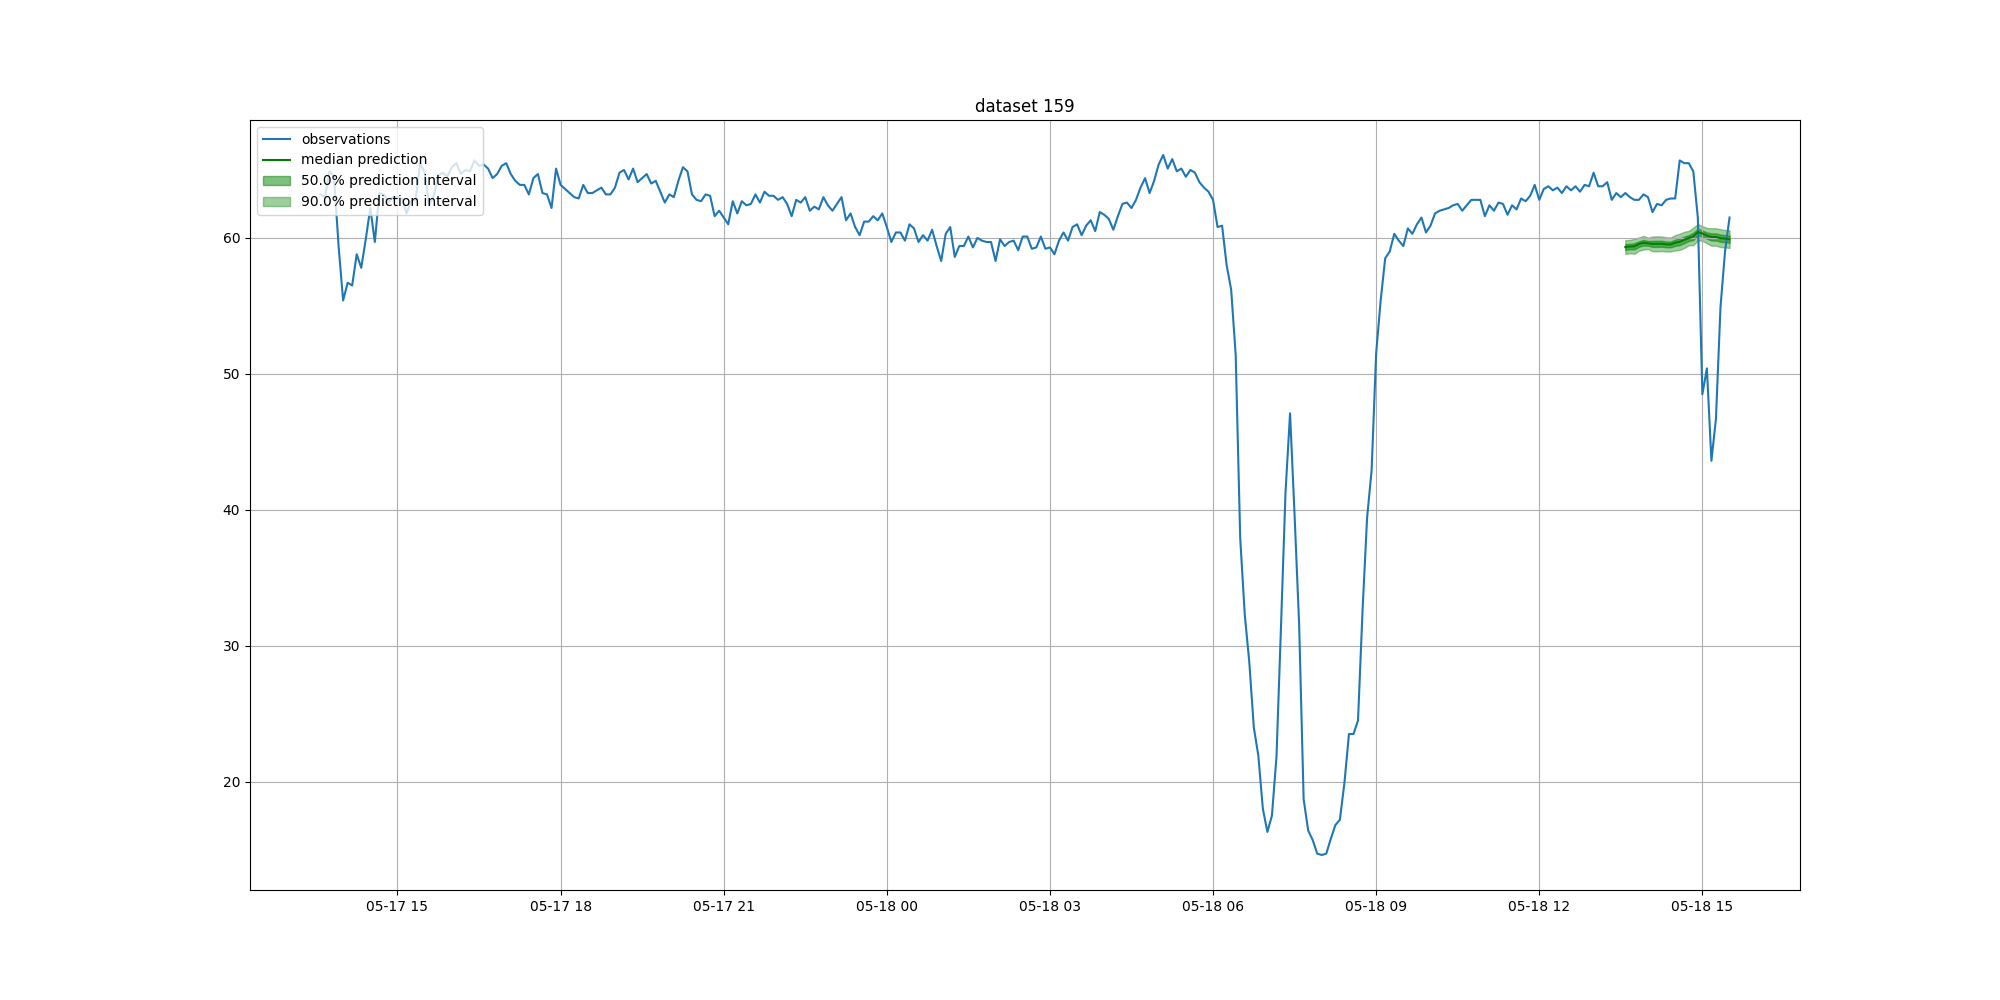 dataset 159
observations
median prediction
50.0% prediction interval
90.0% prediction interval
60
50
40
30
20
05-17 15
05-17 18
05-17 21
05-18 00
05-18 03
05-18 06
05-18 09
05-18 12
05-18 15